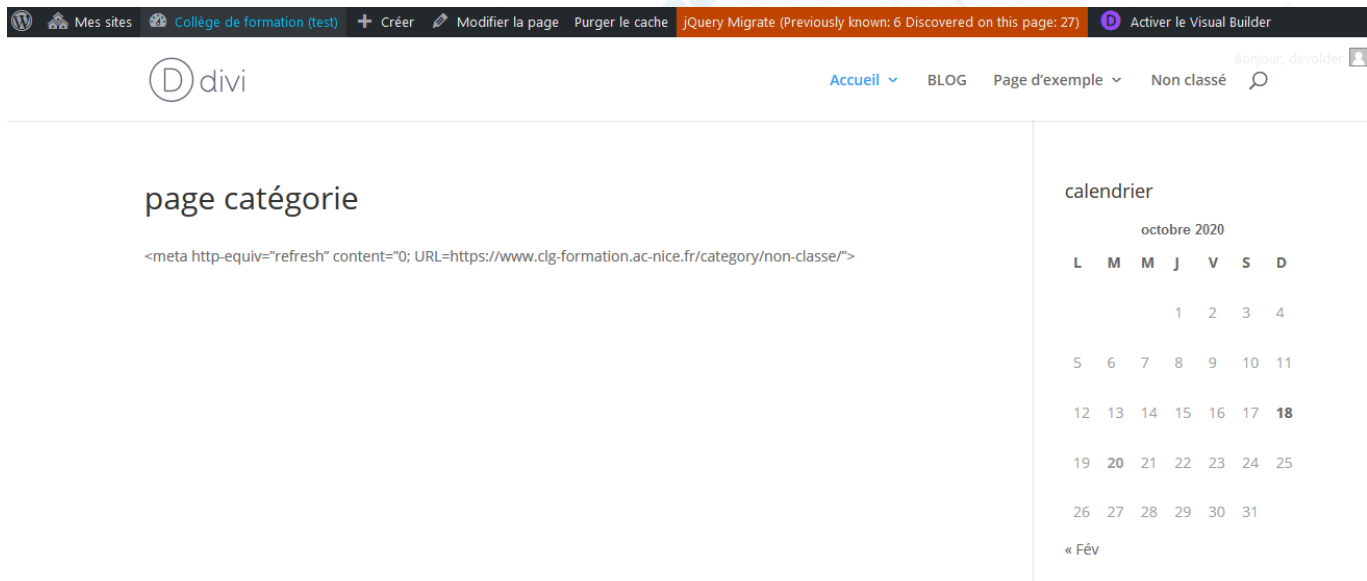 Mes sites Collège de formation (test) Créer Modifier la page Purger le cache jQuery Migrate (Previously known: 6 Discovered on this page: 27) D Activer le Visual Builder
Bonjour, devolder
D divi Accueil BLOG Page d'exemple Non classé
page catégorie
<meta http-equiv=”refresh” content=”0; URL=https://www.clg-formation.ac-nice.fr/category/non-classe/”>
calendrier
octobre 2020
L M M J V S D
1 2 3 4
5 6 7 8 9 10 11
12 13 14 15 16 17 18
19 20 21 22 23 24 25
26 27 28 29 30 31
« Fév